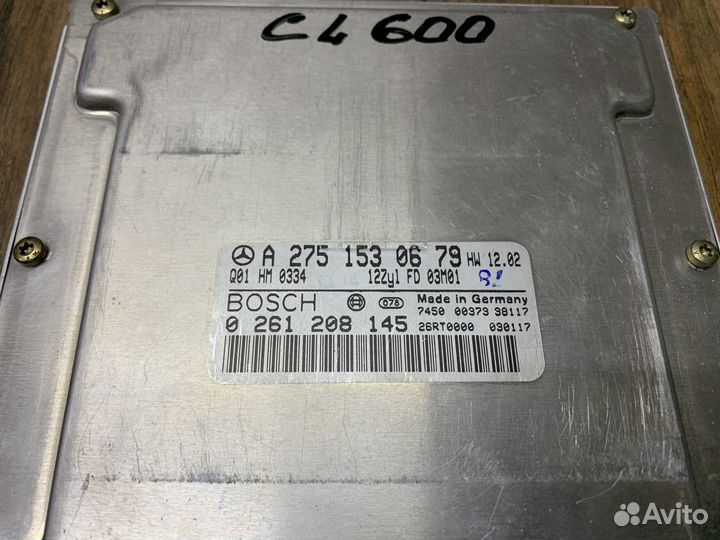 CL 600
A 275 153 06 79 HW 12.02
Q01 HM 0334 12Zyl FD 03M01
BOSCH 078 Made in Germany
7450 00373 38117
0 261 208 145 26RT0000 030117
Avito